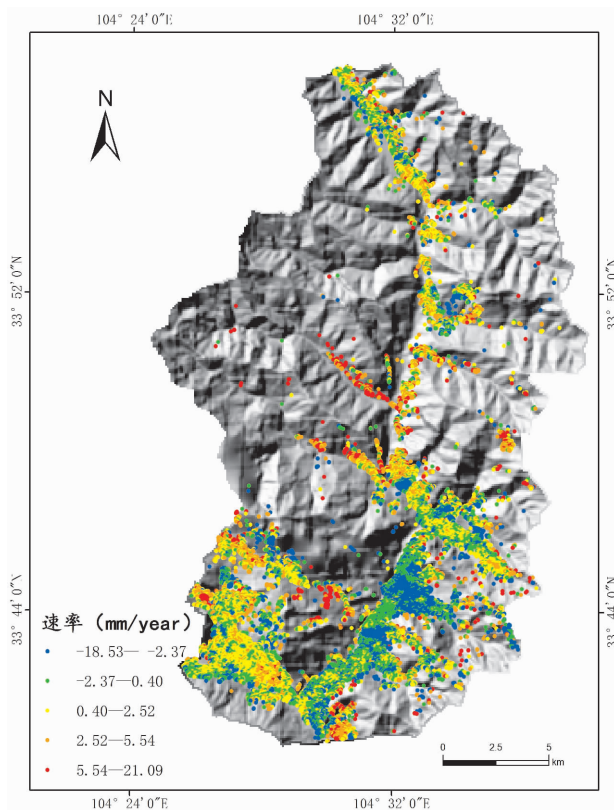 104° 24′ 0″E 104° 32′ 0″E
N
33° 52′ 0″N 33° 52′ 0″N
33° 44′ 0″N 33° 44′ 0″N
速率 (mm/year)
-18.53— -2.37
-2.37—0.40
0.40—2.52
2.52—5.54
5.54—21.09
0 2.5 5
km
104° 24′ 0″E 104° 32′ 0″E